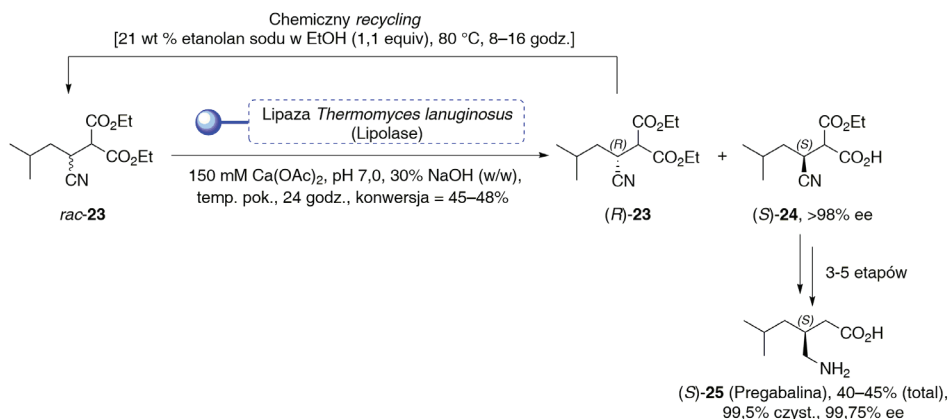 Chemiczny recycling
[21 wt % etanolan sodu w EtOH (1,1 equiv), 80 °C, 8–16 godz.]
CO2Et
CO2Et
CN
rac-23
Lipaza Thermomyces lanuginosus
(Lipolase)
150 mM Ca(OAc)2, pH 7,0, 30% NaOH (w/w),
temp. pok., 24 godz., konwersja = 45–48%
CO2Et
(R)
CO2Et
CN
(R)-23
+
CO2Et
(S)
CO2H
CN
(S)-24, >98% ee
3-5 etapów
(S)
CO2H
NH2
(S)-25 (Pregabalina), 40–45% (total),
99,5% czyst., 99,75% ee